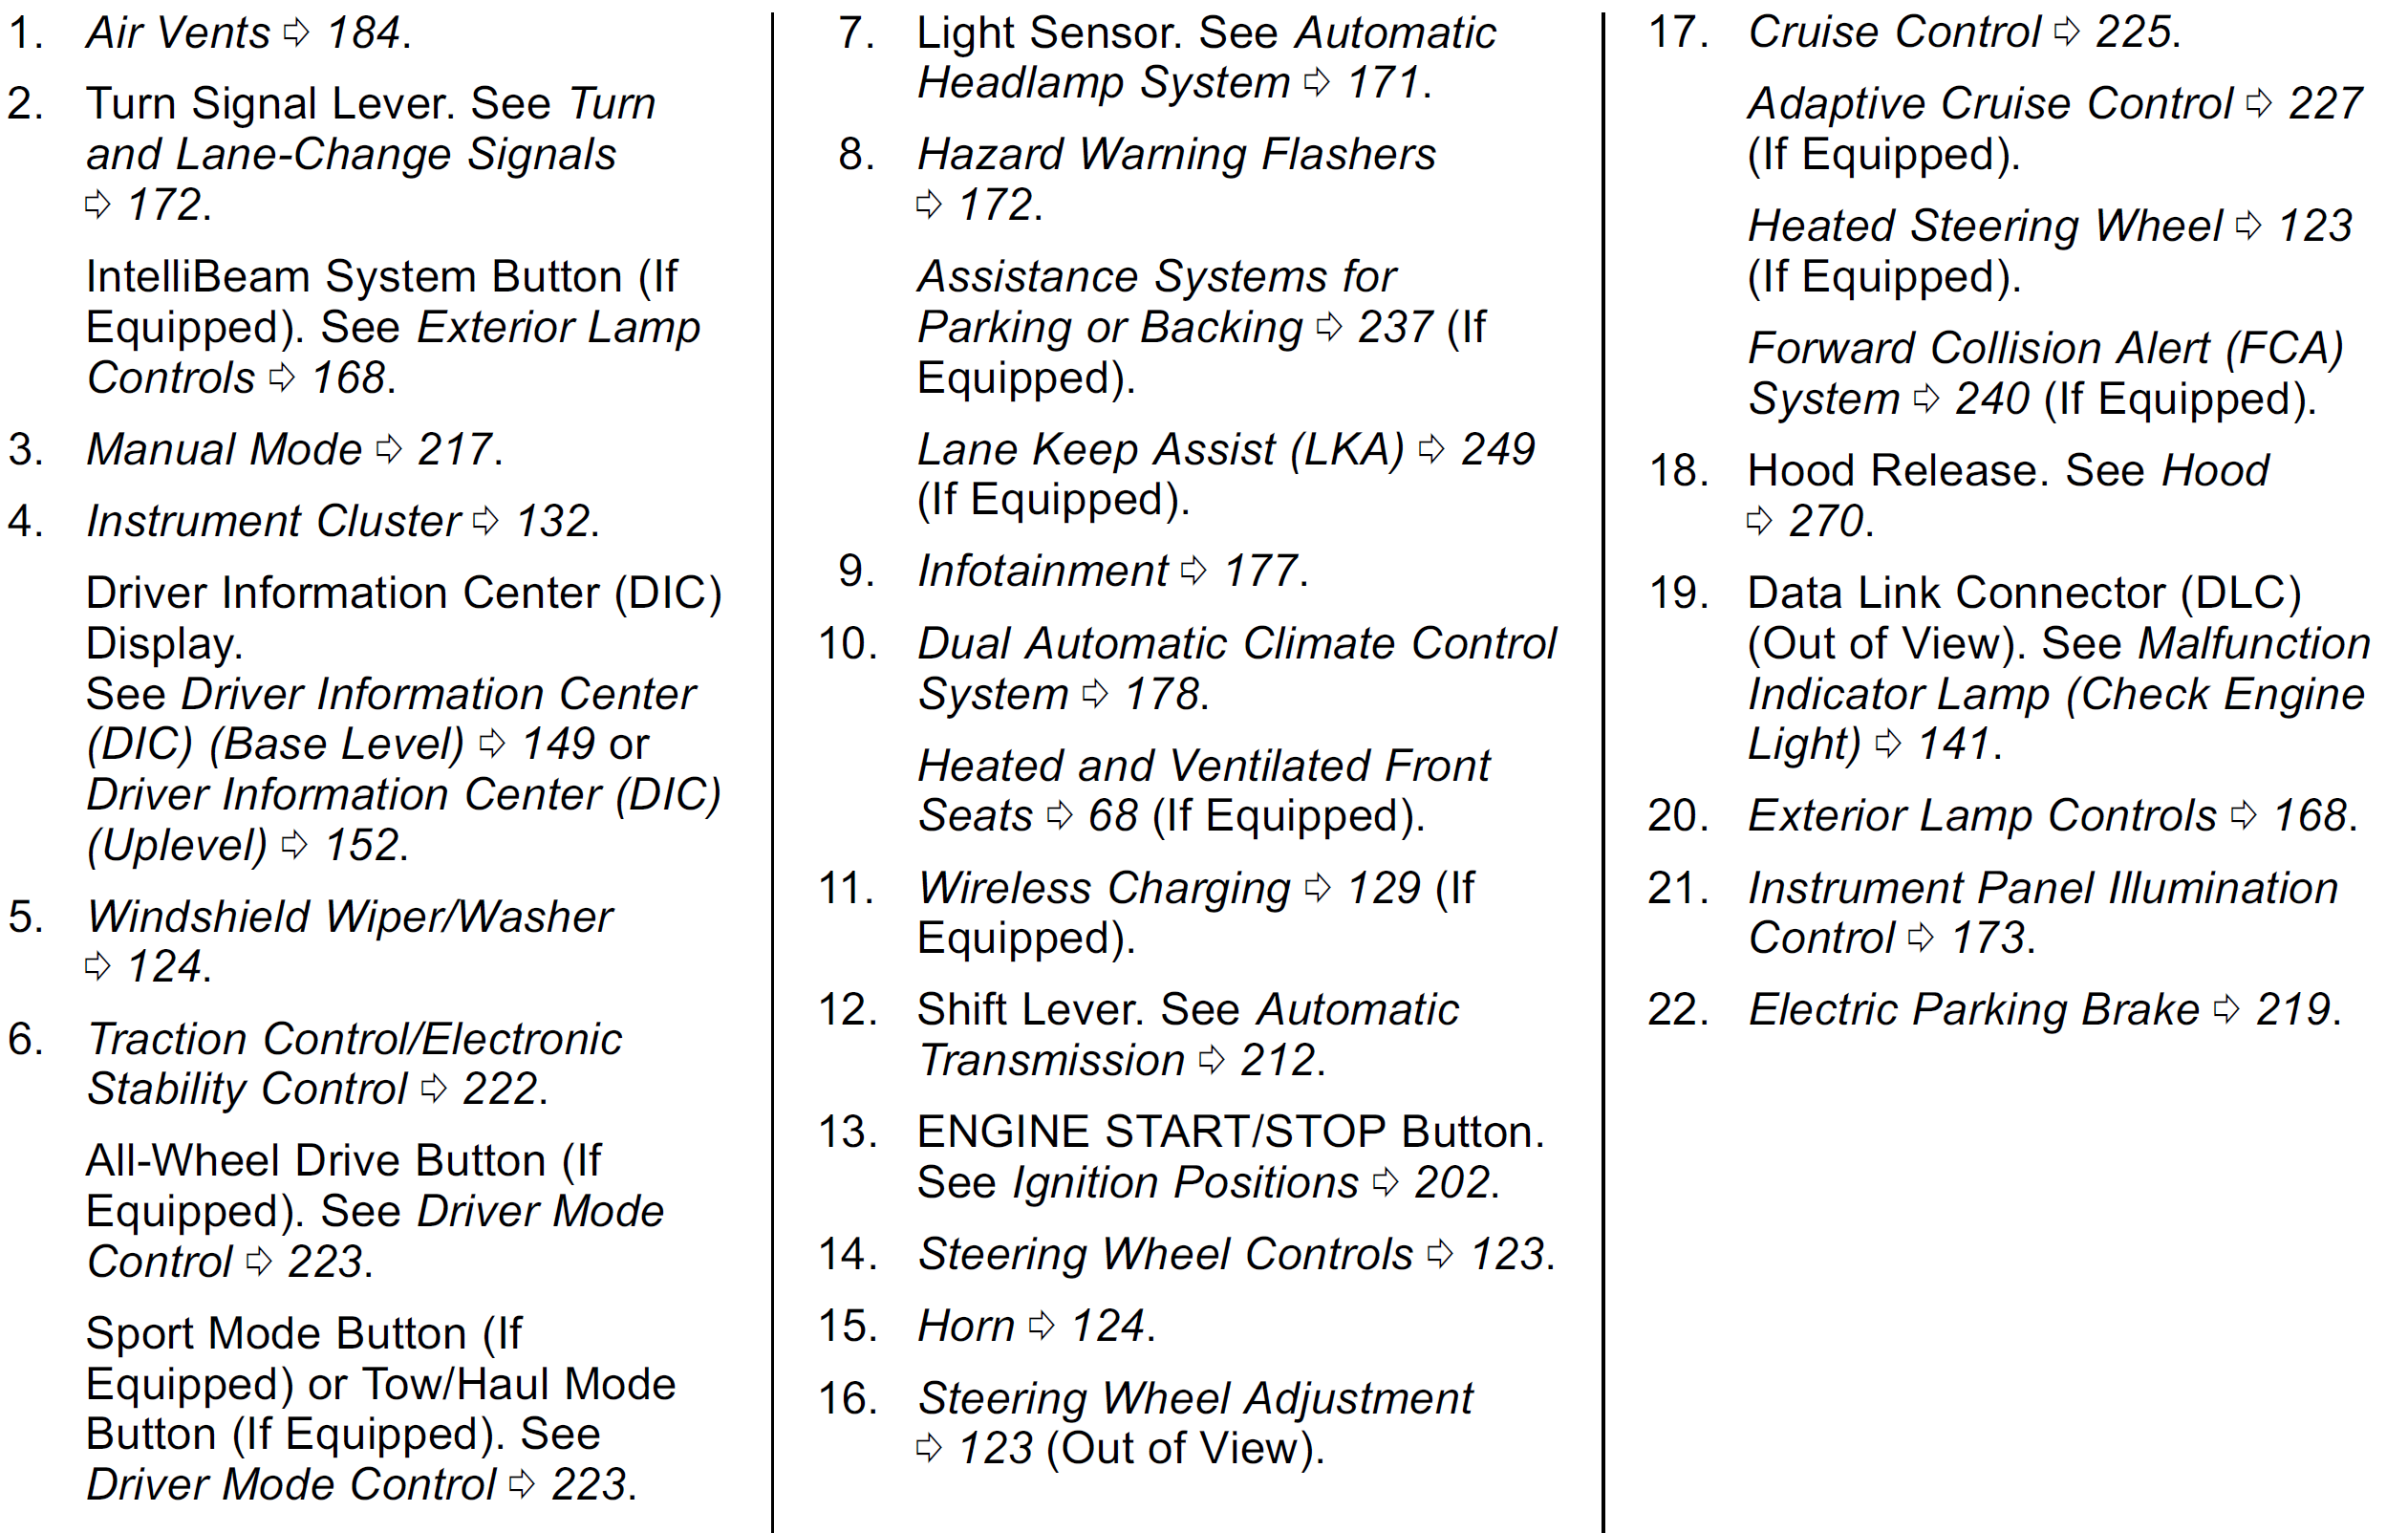 1. Air Vents ⇨ 184.
2. Turn Signal Lever. See Turn
and Lane-Change Signals
⇨ 172.
IntelliBeam System Button (If
Equipped). See Exterior Lamp
Controls ⇨ 168.
3. Manual Mode ⇨ 217.
4. Instrument Cluster ⇨ 132.
Driver Information Center (DIC)
Display.
See Driver Information Center
(DIC) (Base Level) ⇨ 149 or
Driver Information Center (DIC)
(Uplevel) ⇨ 152.
5. Windshield Wiper/Washer
⇨ 124.
6. Traction Control/Electronic
Stability Control ⇨ 222.
All-Wheel Drive Button (If
Equipped). See Driver Mode
Control ⇨ 223.
Sport Mode Button (If
Equipped) or Tow/Haul Mode
Button (If Equipped). See
Driver Mode Control ⇨ 223.
7. Light Sensor. See Automatic
Headlamp System ⇨ 171.
8. Hazard Warning Flashers
⇨ 172.
Assistance Systems for
Parking or Backing ⇨ 237 (If
Equipped).
Lane Keep Assist (LKA) ⇨ 249
(If Equipped).
9. Infotainment ⇨ 177.
10. Dual Automatic Climate Control
System ⇨ 178.
Heated and Ventilated Front
Seats ⇨ 68 (If Equipped).
11. Wireless Charging ⇨ 129 (If
Equipped).
12. Shift Lever. See Automatic
Transmission ⇨ 212.
13. ENGINE START/STOP Button.
See Ignition Positions ⇨ 202.
14. Steering Wheel Controls ⇨ 123.
15. Horn ⇨ 124.
16. Steering Wheel Adjustment
⇨ 123 (Out of View).
17. Cruise Control ⇨ 225.
Adaptive Cruise Control ⇨ 227
(If Equipped).
Heated Steering Wheel ⇨ 123
(If Equipped).
Forward Collision Alert (FCA)
System ⇨ 240 (If Equipped).
18. Hood Release. See Hood
⇨ 270.
19. Data Link Connector (DLC)
(Out of View). See Malfunction
Indicator Lamp (Check Engine
Light) ⇨ 141.
20. Exterior Lamp Controls ⇨ 168.
21. Instrument Panel Illumination
Control ⇨ 173.
22. Electric Parking Brake ⇨ 219.